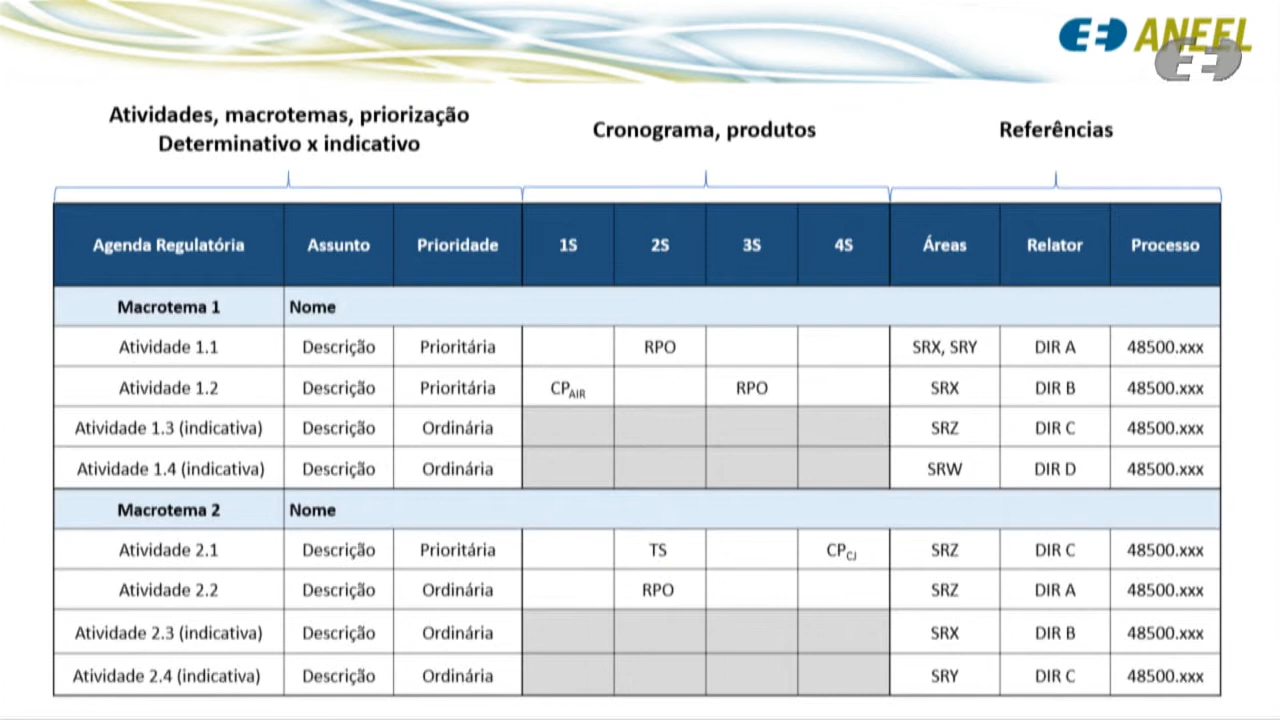 ANEEL
Atividades, macrotemas, priorização
Determinativo x indicativo
Cronograma, produtos
Referências
Agenda Regulatória Assunto Prioridade 1S 2S 3S 4S Áreas Relator Processo
Macrotema 1 Nome
Atividade 1.1 Descrição Prioritária RPO SRX, SRY DIR A 48500.xxx
Atividade 1.2 Descrição Prioritária CPAIR RPO SRX DIR B 48500.xxx
Atividade 1.3 (indicativa) Descrição Ordinária SRZ DIR C 48500.xxx
Atividade 1.4 (indicativa) Descrição Ordinária SRW DIR D 48500.xxx
Macrotema 2 Nome
Atividade 2.1 Descrição Prioritária TS CPCJ SRZ DIR C 48500.xxx
Atividade 2.2 Descrição Ordinária RPO SRZ DIR A 48500.xxx
Atividade 2.3 (indicativa) Descrição Ordinária SRX DIR B 48500.xxx
Atividade 2.4 (indicativa) Descrição Ordinária SRY DIR C 48500.xxx